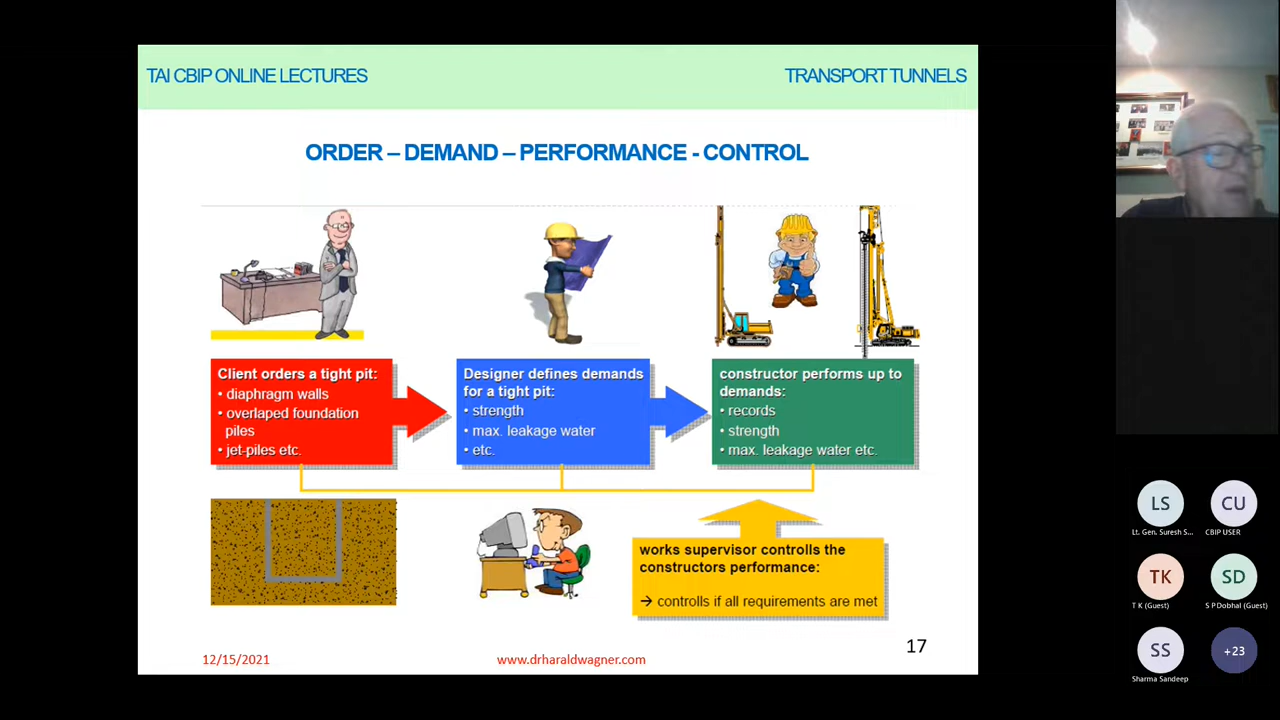 TAI CBIP ONLINE LECTURES
TRANSPORT TUNNELS
ORDER – DEMAND – PERFORMANCE - CONTROL
Client orders a tight pit:
• diaphragm walls
• overlaped foundation
piles
• jet-piles etc.
Designer defines demands
for a tight pit:
• strength
• max. leakage water
• etc.
constructor performs up to
demands:
• records
• strength
• max. leakage water etc.
works supervisor controlls the
constructors performance:
→ controlls if all requirements are met
12/15/2021
www.drharaldwagner.com
17
LS
CU
Lt. Gen. Suresh S...
CBIP USER
TK
SD
T K (Guest)
S P Dobhal (Guest)
SS
+23
Sharma Sandeep